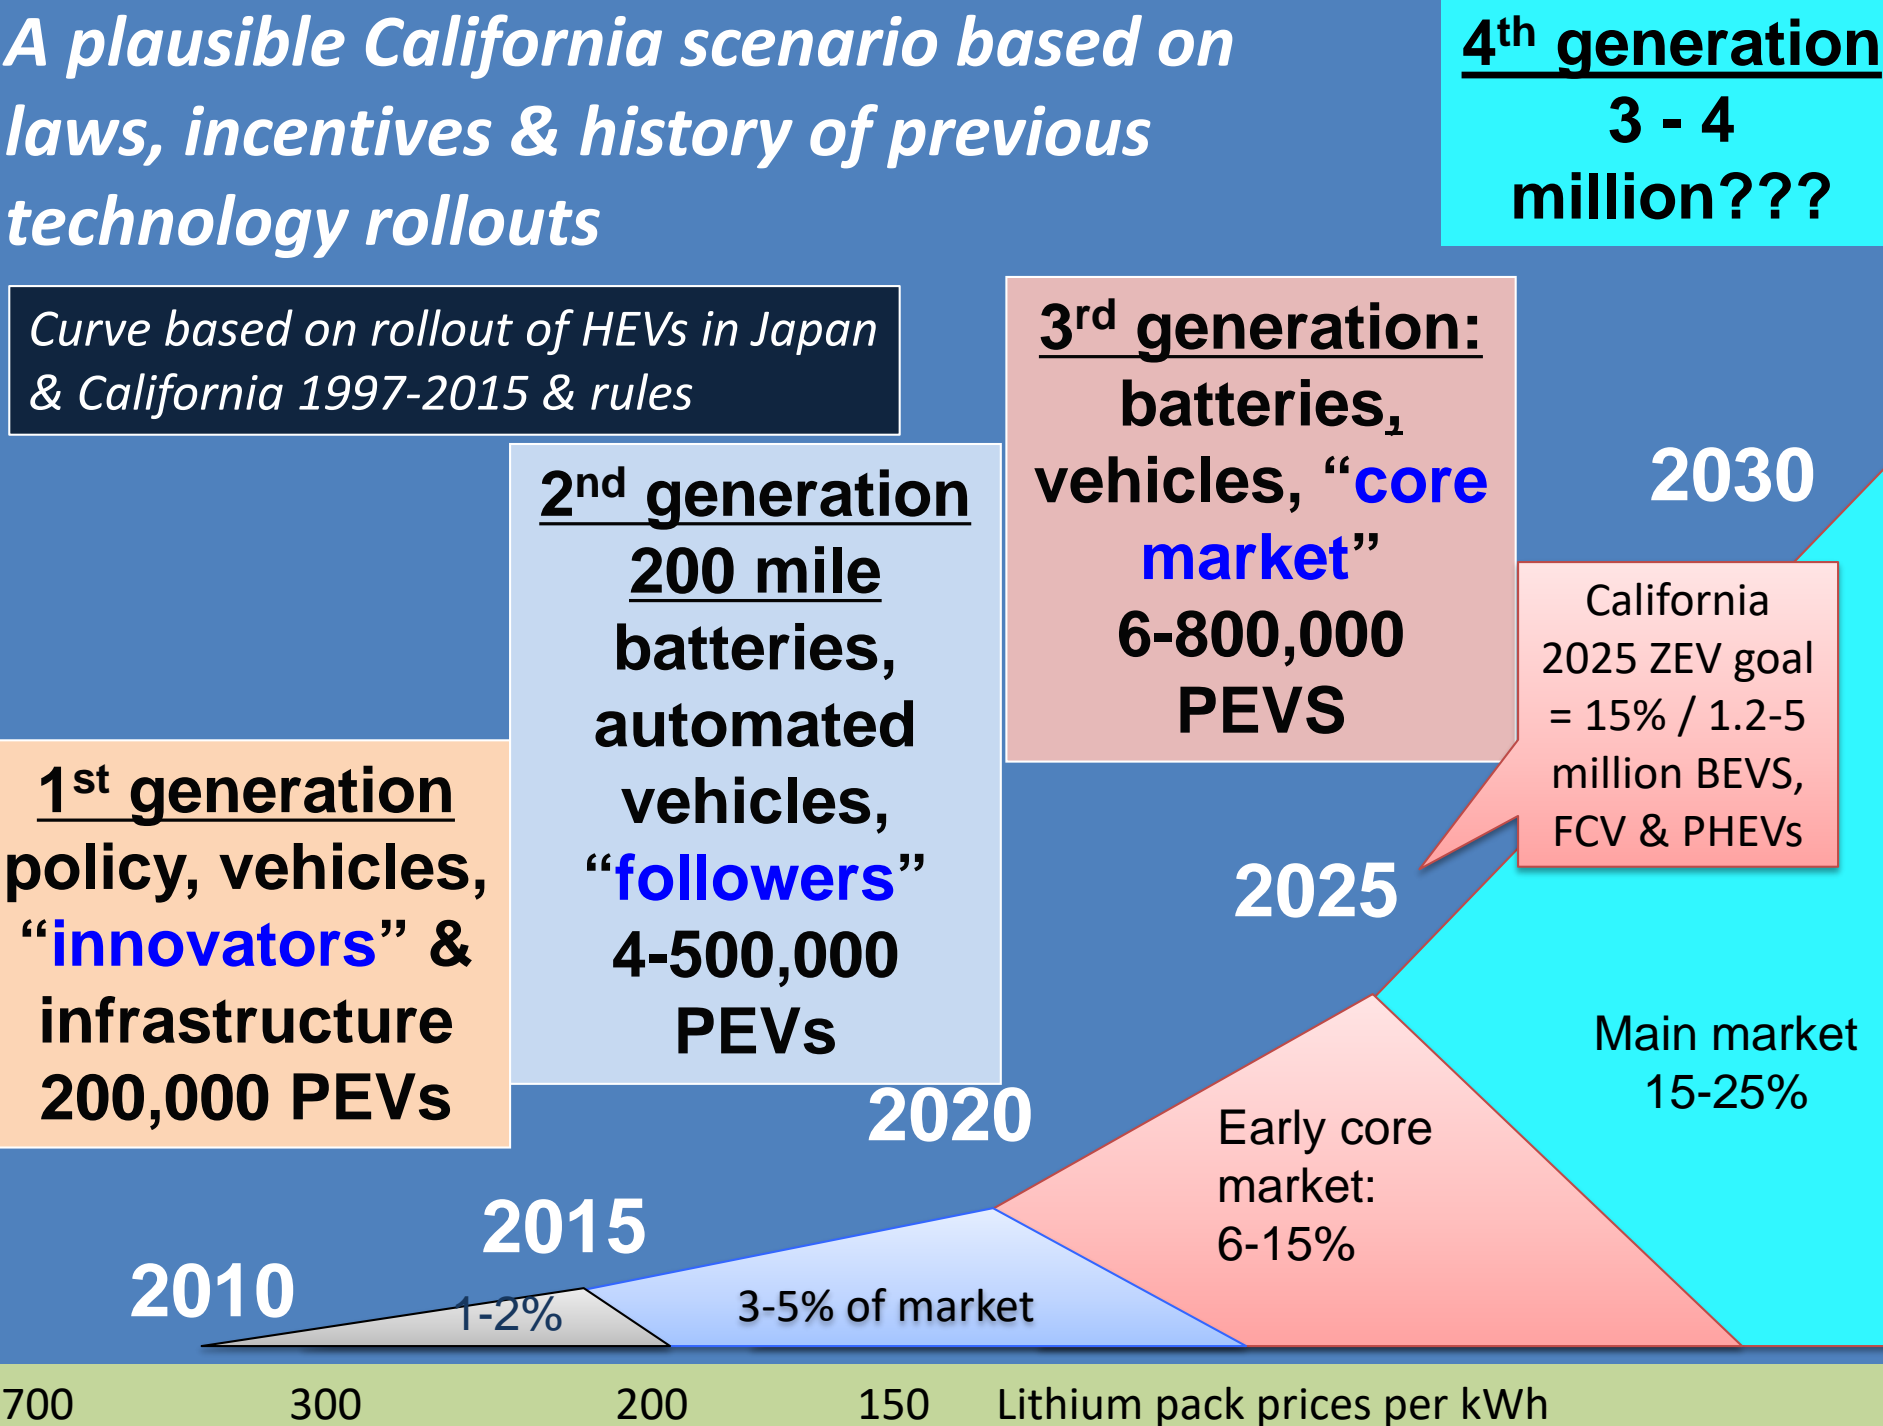 A plausible California scenario based on
laws, incentives & history of previous
technology rollouts
4th generation
3 - 4
million???
Curve based on rollout of HEVs in Japan
& California 1997-2015 & rules
1st generation
policy, vehicles,
“innovators” &
infrastructure
200,000 PEVs
2nd generation
200 mile
batteries,
automated
vehicles,
“followers”
4-500,000
PEVs
3rd generation:
batteries,
vehicles, “core
market”
6-800,000
PEVS
California
2025 ZEV goal
= 15% / 1.2-5
million BEVS,
FCV & PHEVs
2010
2015
2020
2025
2030
1-2%
3-5% of market
Early core
market:
6-15%
Main market
15-25%
700 300 200 150 Lithium pack prices per kWh